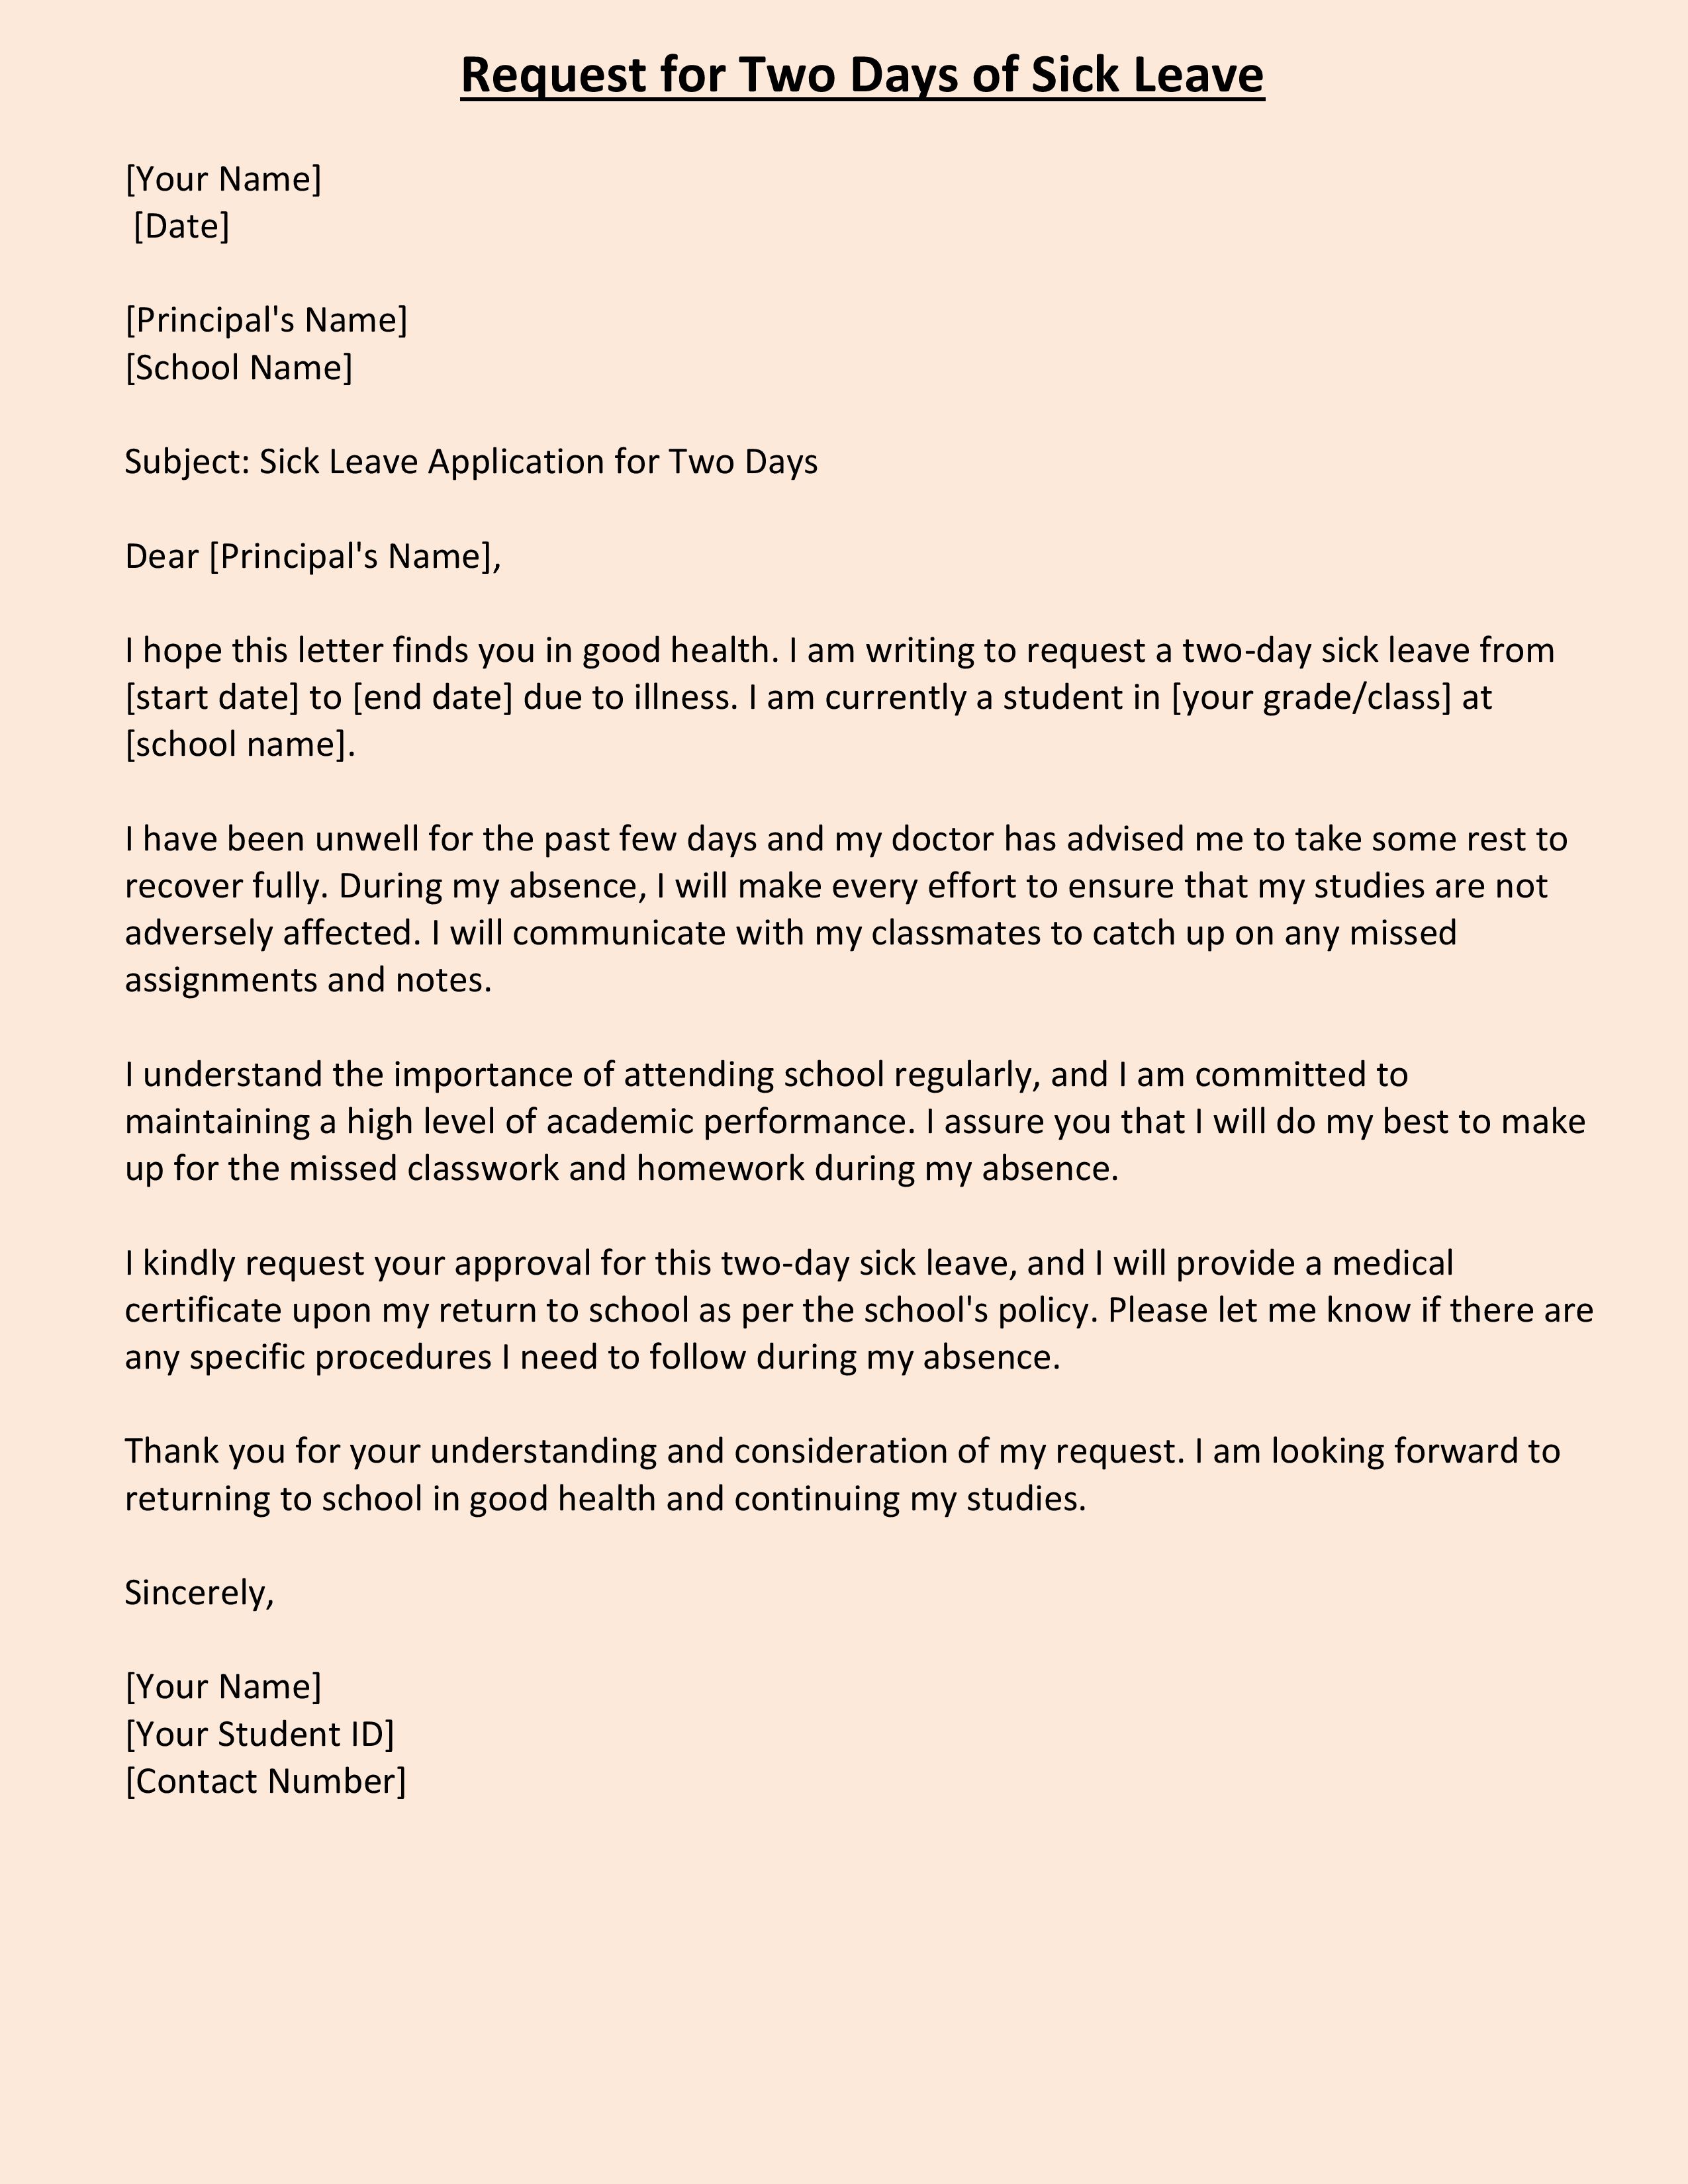 Request for Two Days of Sick Leave
[Your Name]
[Date]
[Principal's Name]
[School Name]
Subject: Sick Leave Application for Two Days
Dear [Principal's Name],
I hope this letter finds you in good health. I am writing to request a two-day sick leave from
[start date] to [end date] due to illness. I am currently a student in [your grade/class] at
[school name].
I have been unwell for the past few days and my doctor has advised me to take some rest to
recover fully. During my absence, I will make every effort to ensure that my studies are not
adversely affected. I will communicate with my classmates to catch up on any missed
assignments and notes.
I understand the importance of attending school regularly, and I am committed to
maintaining a high level of academic performance. I assure you that I will do my best to make
up for the missed classwork and homework during my absence.
I kindly request your approval for this two-day sick leave, and I will provide a medical
certificate upon my return to school as per the school's policy. Please let me know if there are
any specific procedures I need to follow during my absence.
Thank you for your understanding and consideration of my request. I am looking forward to
returning to school in good health and continuing my studies.
Sincerely,
[Your Name]
[Your Student ID]
[Contact Number]